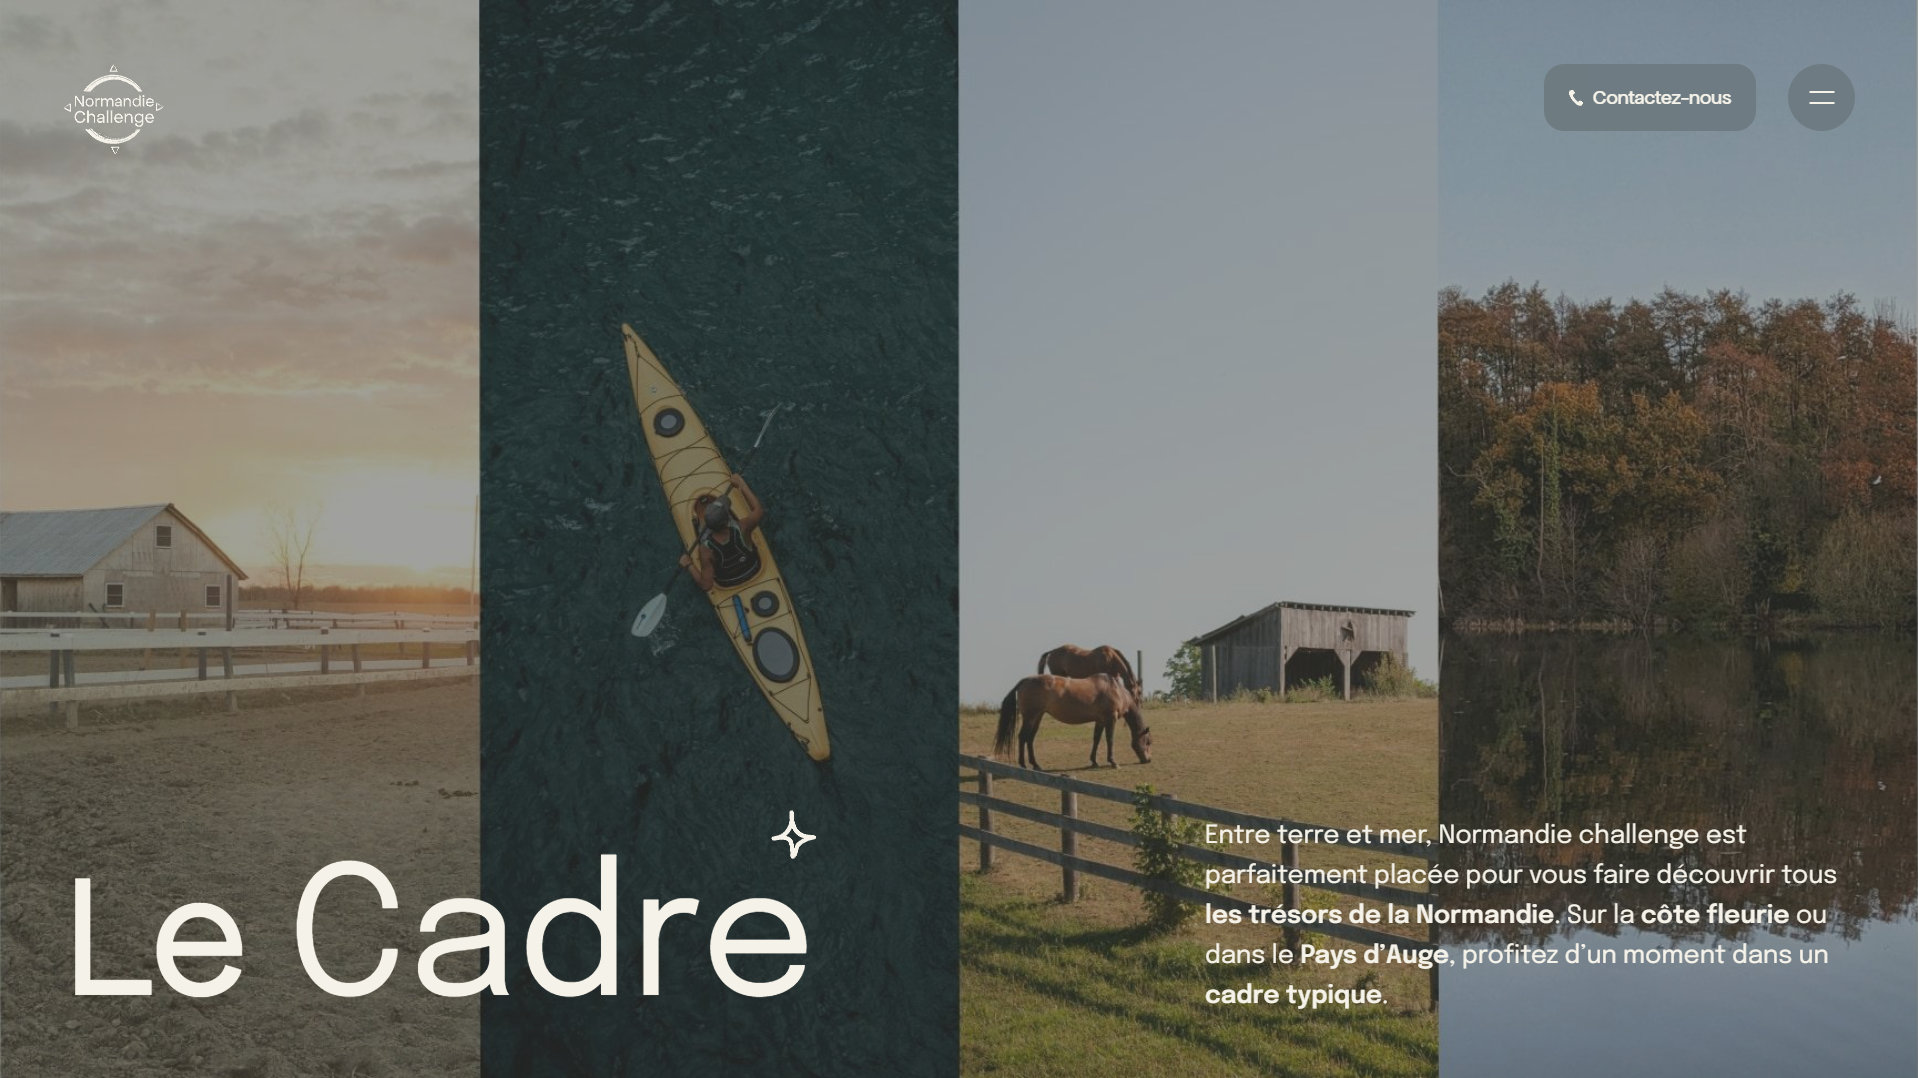 Normandie
Challenge
Contactez-nous
Le Cadre
Entre terre et mer, Normandie challenge est
parfaitement placée pour vous faire découvrir tous
les trésors de la Normandie. Sur la côte fleurie ou
dans le Pays d’Auge, profitez d’un moment dans un
cadre typique.